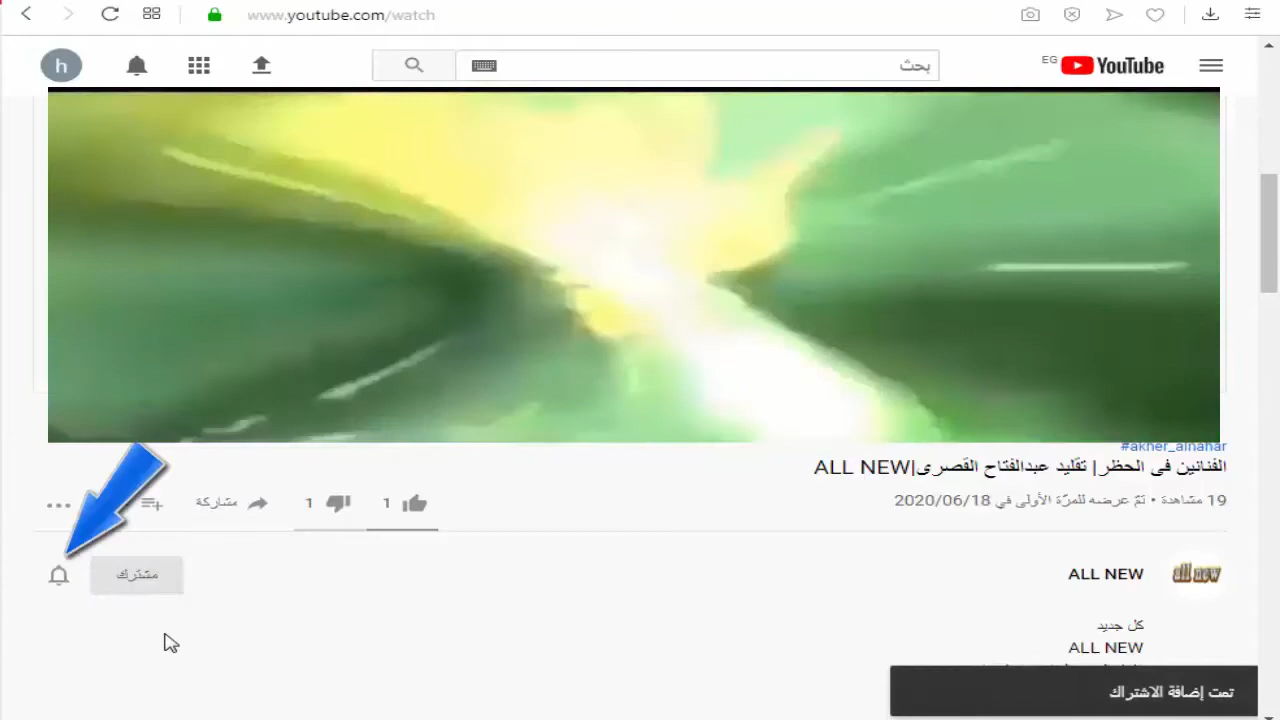 www.youtube.com/watch
h
بحث
YouTube EG
#akher_alnahar
الفنانين فى الحظر| تقليد عبدالفتاح القصرى|ALL NEW
19 مشاهدة • تمّ عرضه للمرّة الأولى في 2020/06/18
1
1
مشاركة
ALL NEW
all new
مشترك
كل جديد
ALL NEW
تمت إضافة الاشتراك